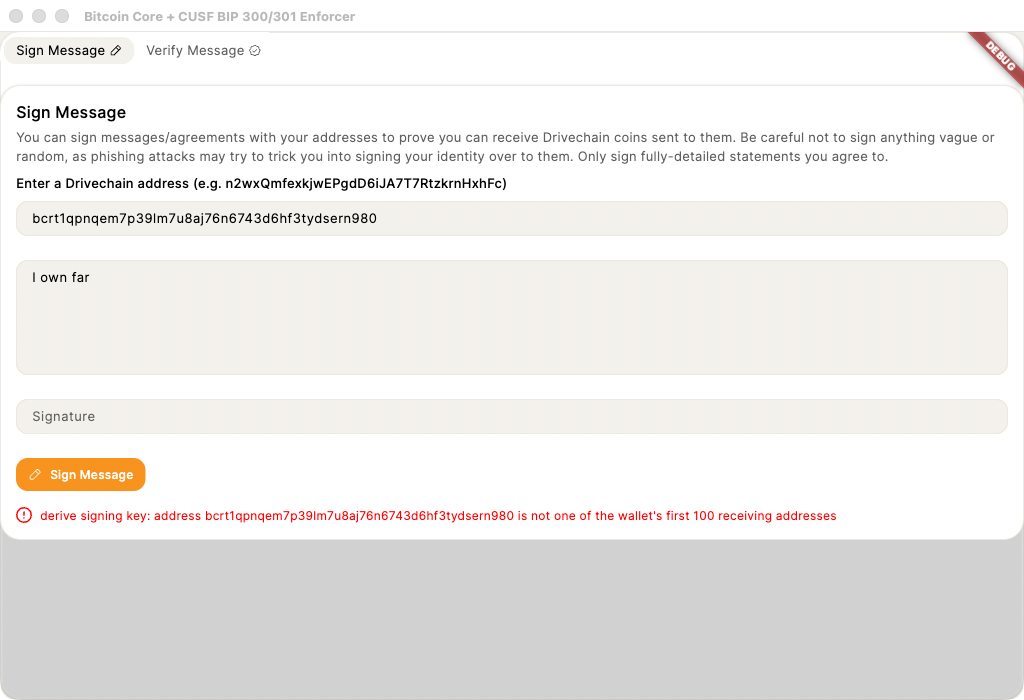 Bitcoin Core + CUSF BIP 300/301 Enforcer
Sign Message
Verify Message
DEBUG
Sign Message
You can sign messages/agreements with your addresses to prove you can receive Drivechain coins sent to them. Be careful not to sign anything vague or
random, as phishing attacks may try to trick you into signing your identity over to them. Only sign fully-detailed statements you agree to.
Enter a Drivechain address (e.g. n2wxQmfexkjwEPgdD6iJA7T7RtzkrnHxhFc)
bcrt1qpnqem7p39lm7u8aj76n6743d6hf3tydsern980
I own far
Signature
Sign Message
derive signing key: address bcrt1qpnqem7p39lm7u8aj76n6743d6hf3tydsern980 is not one of the wallet's first 100 receiving addresses